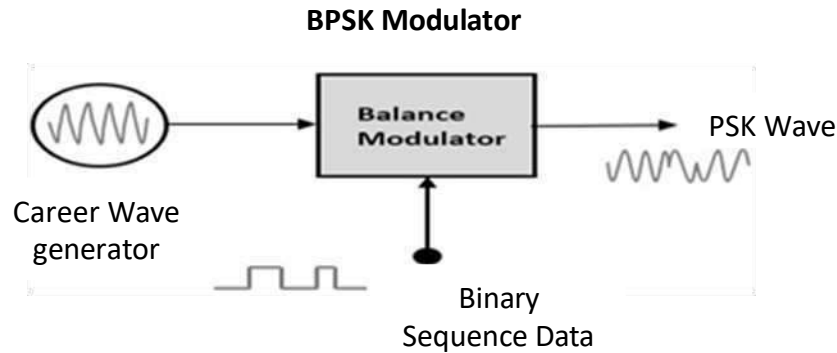 BPSK Modulator
Balance
Modulator
PSK Wave
Career Wave
generator
Binary
Sequence Data